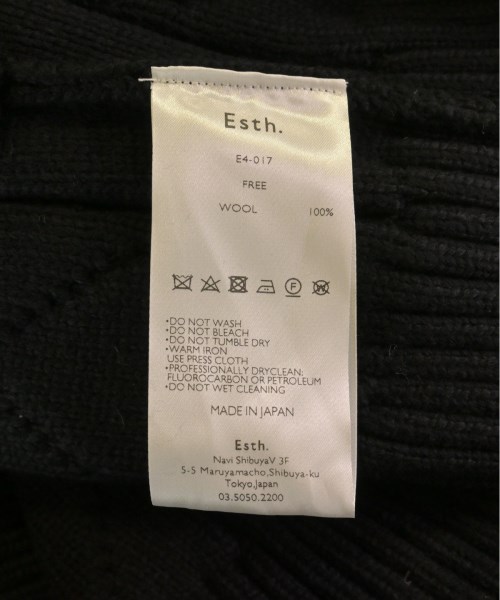 Esth.
E4-017
FREE
WOOL 100%
F W
•DO NOT WASH
•DO NOT BLEACH
•DO NOT TUMBLE DRY
•WARM IRON
USE PRESS CLOTH
•PROFESSIONALLY DRYCLEAN:
FLUOROCARBON OR PETROLEUM
•DO NOT WET CLEANING
MADE IN JAPAN
Esth.
Navi ShibuyaV 3F
5-5 Maruyamacho,Shibuya-ku
Tokyo,Japan
03.5050.2200